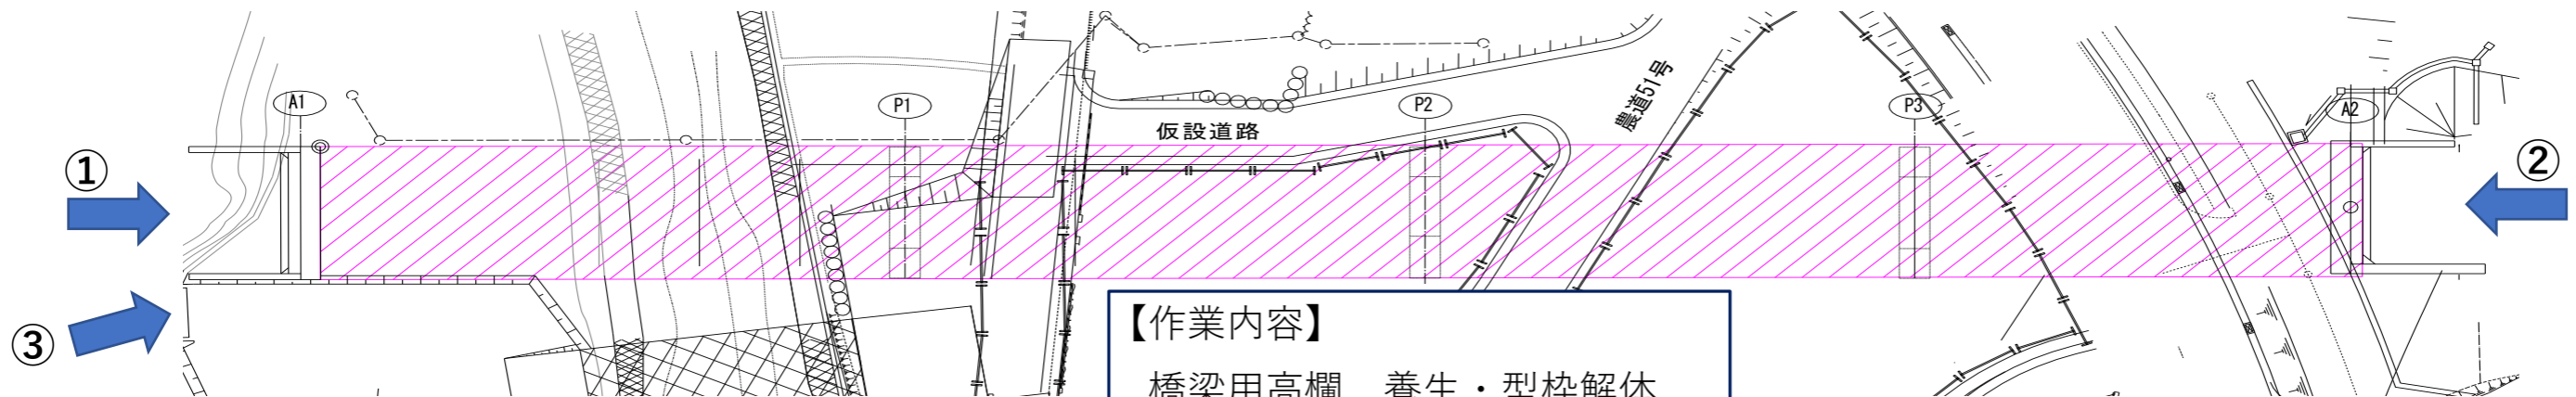 A1
P1
P2
P3
A2
仮設道路
農道51号
①
②
③
【作業内容】
橋梁用高欄 養生・型枠解体